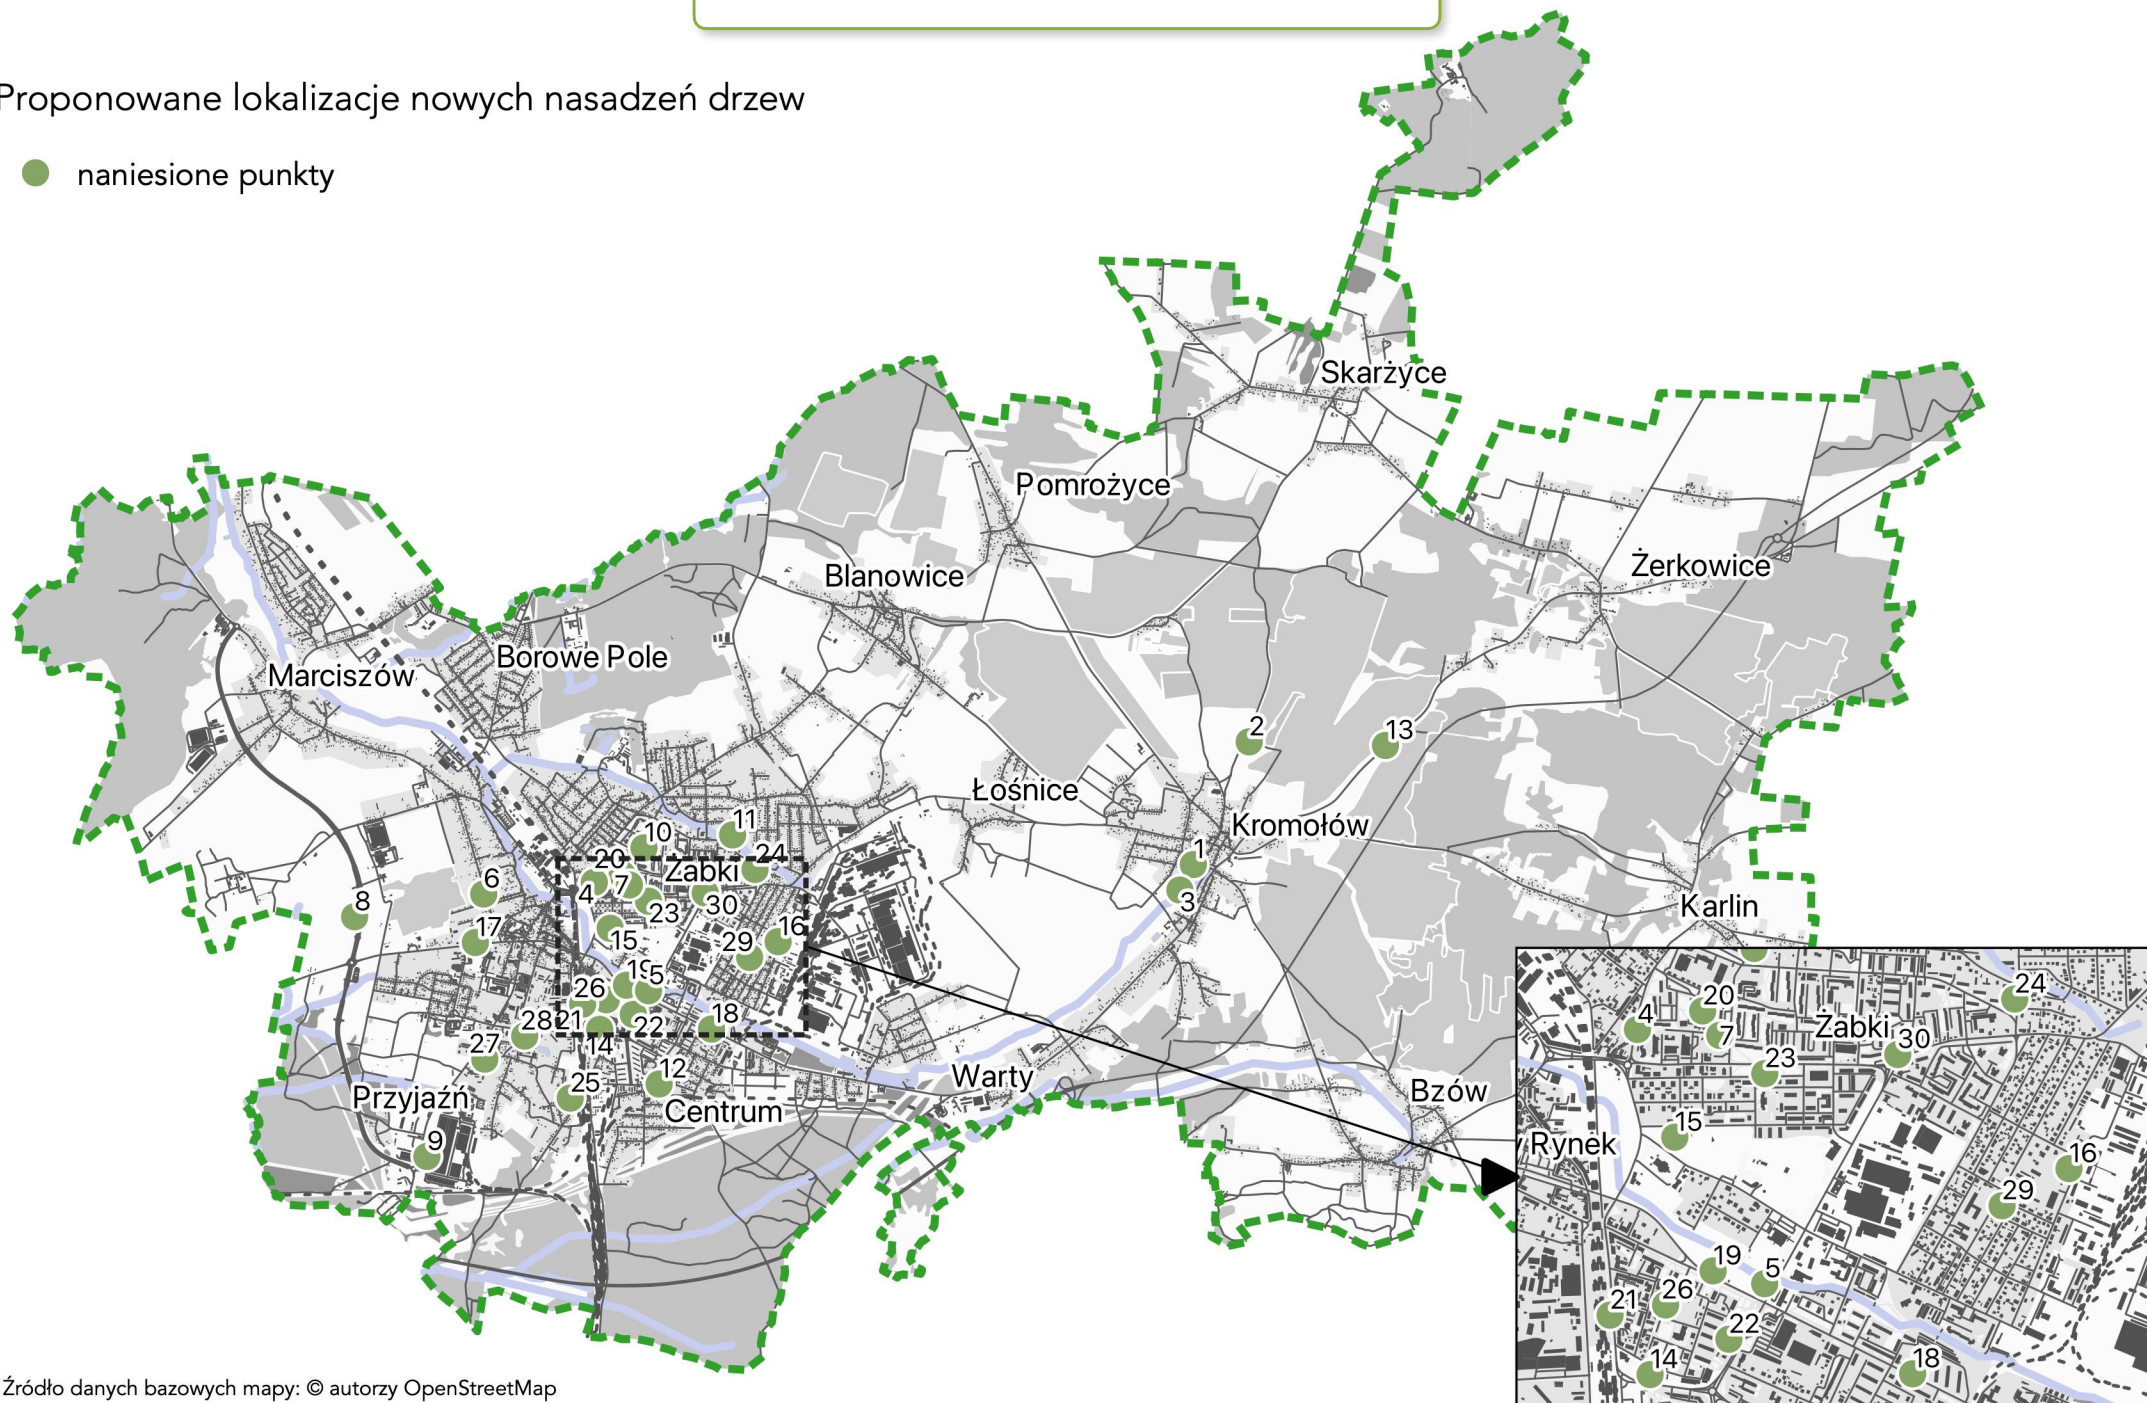 Proponowane lokalizacje nowych nasadzeń drzew
naniesione punkty
Skarżyce
Pomrożyce
Blanowice
Żerkowice
Borowe Pole
Marciszów
2
13
Łośnice
Kromołów
10
11
1
20
Żabki
24
6
4
7
3
8
23
30
Karlin
17
15
29
16
19
5
26
28
21
22
18
27
14
25
12
Warty
Bzów
Przyjaźń
Centrum
9
24
20
4
7
Żabki
30
23
15
Rynek
16
29
19
5
26
21
22
14
18
Źródło danych bazowych mapy: © autorzy OpenStreetMap